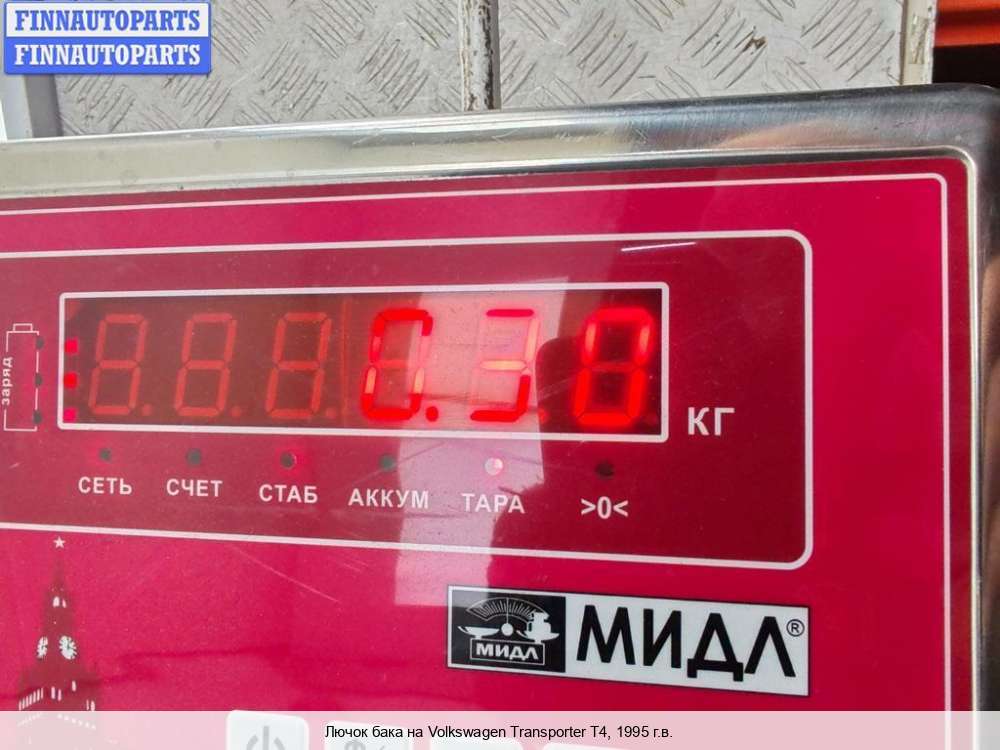 FINNAUTOPARTS
FINNAUTOPARTS
заряд
0.30
КГ
СЕТЬ СЧЕТ СТАБ АККУМ ТАРА >0<
МИДЛ МИДЛ®
Лючок бака на Volkswagen Transporter T4, 1995 г.в.